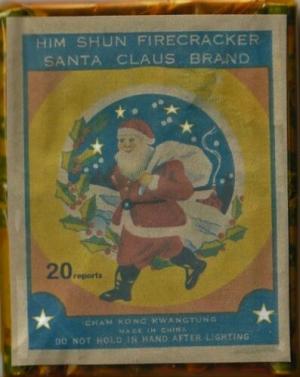 HIM SHUN FIRECRACKER
SANTA CLAUS BRAND
20 reports
CHAM KONG KWANGTUNG
MADE IN CHINA
DO NOT HOLD IN HAND AFTER LIGHTING